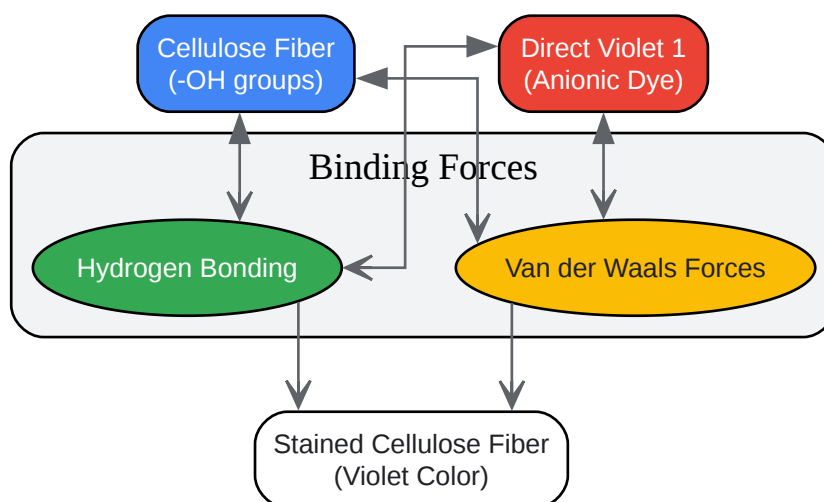 Cellulose Fiber
(-OH groups)
Direct Violet 1
(Anionic Dye)
Binding Forces
Hydrogen Bonding
Van der Waals Forces
Stained Cellulose Fiber
(Violet Color)